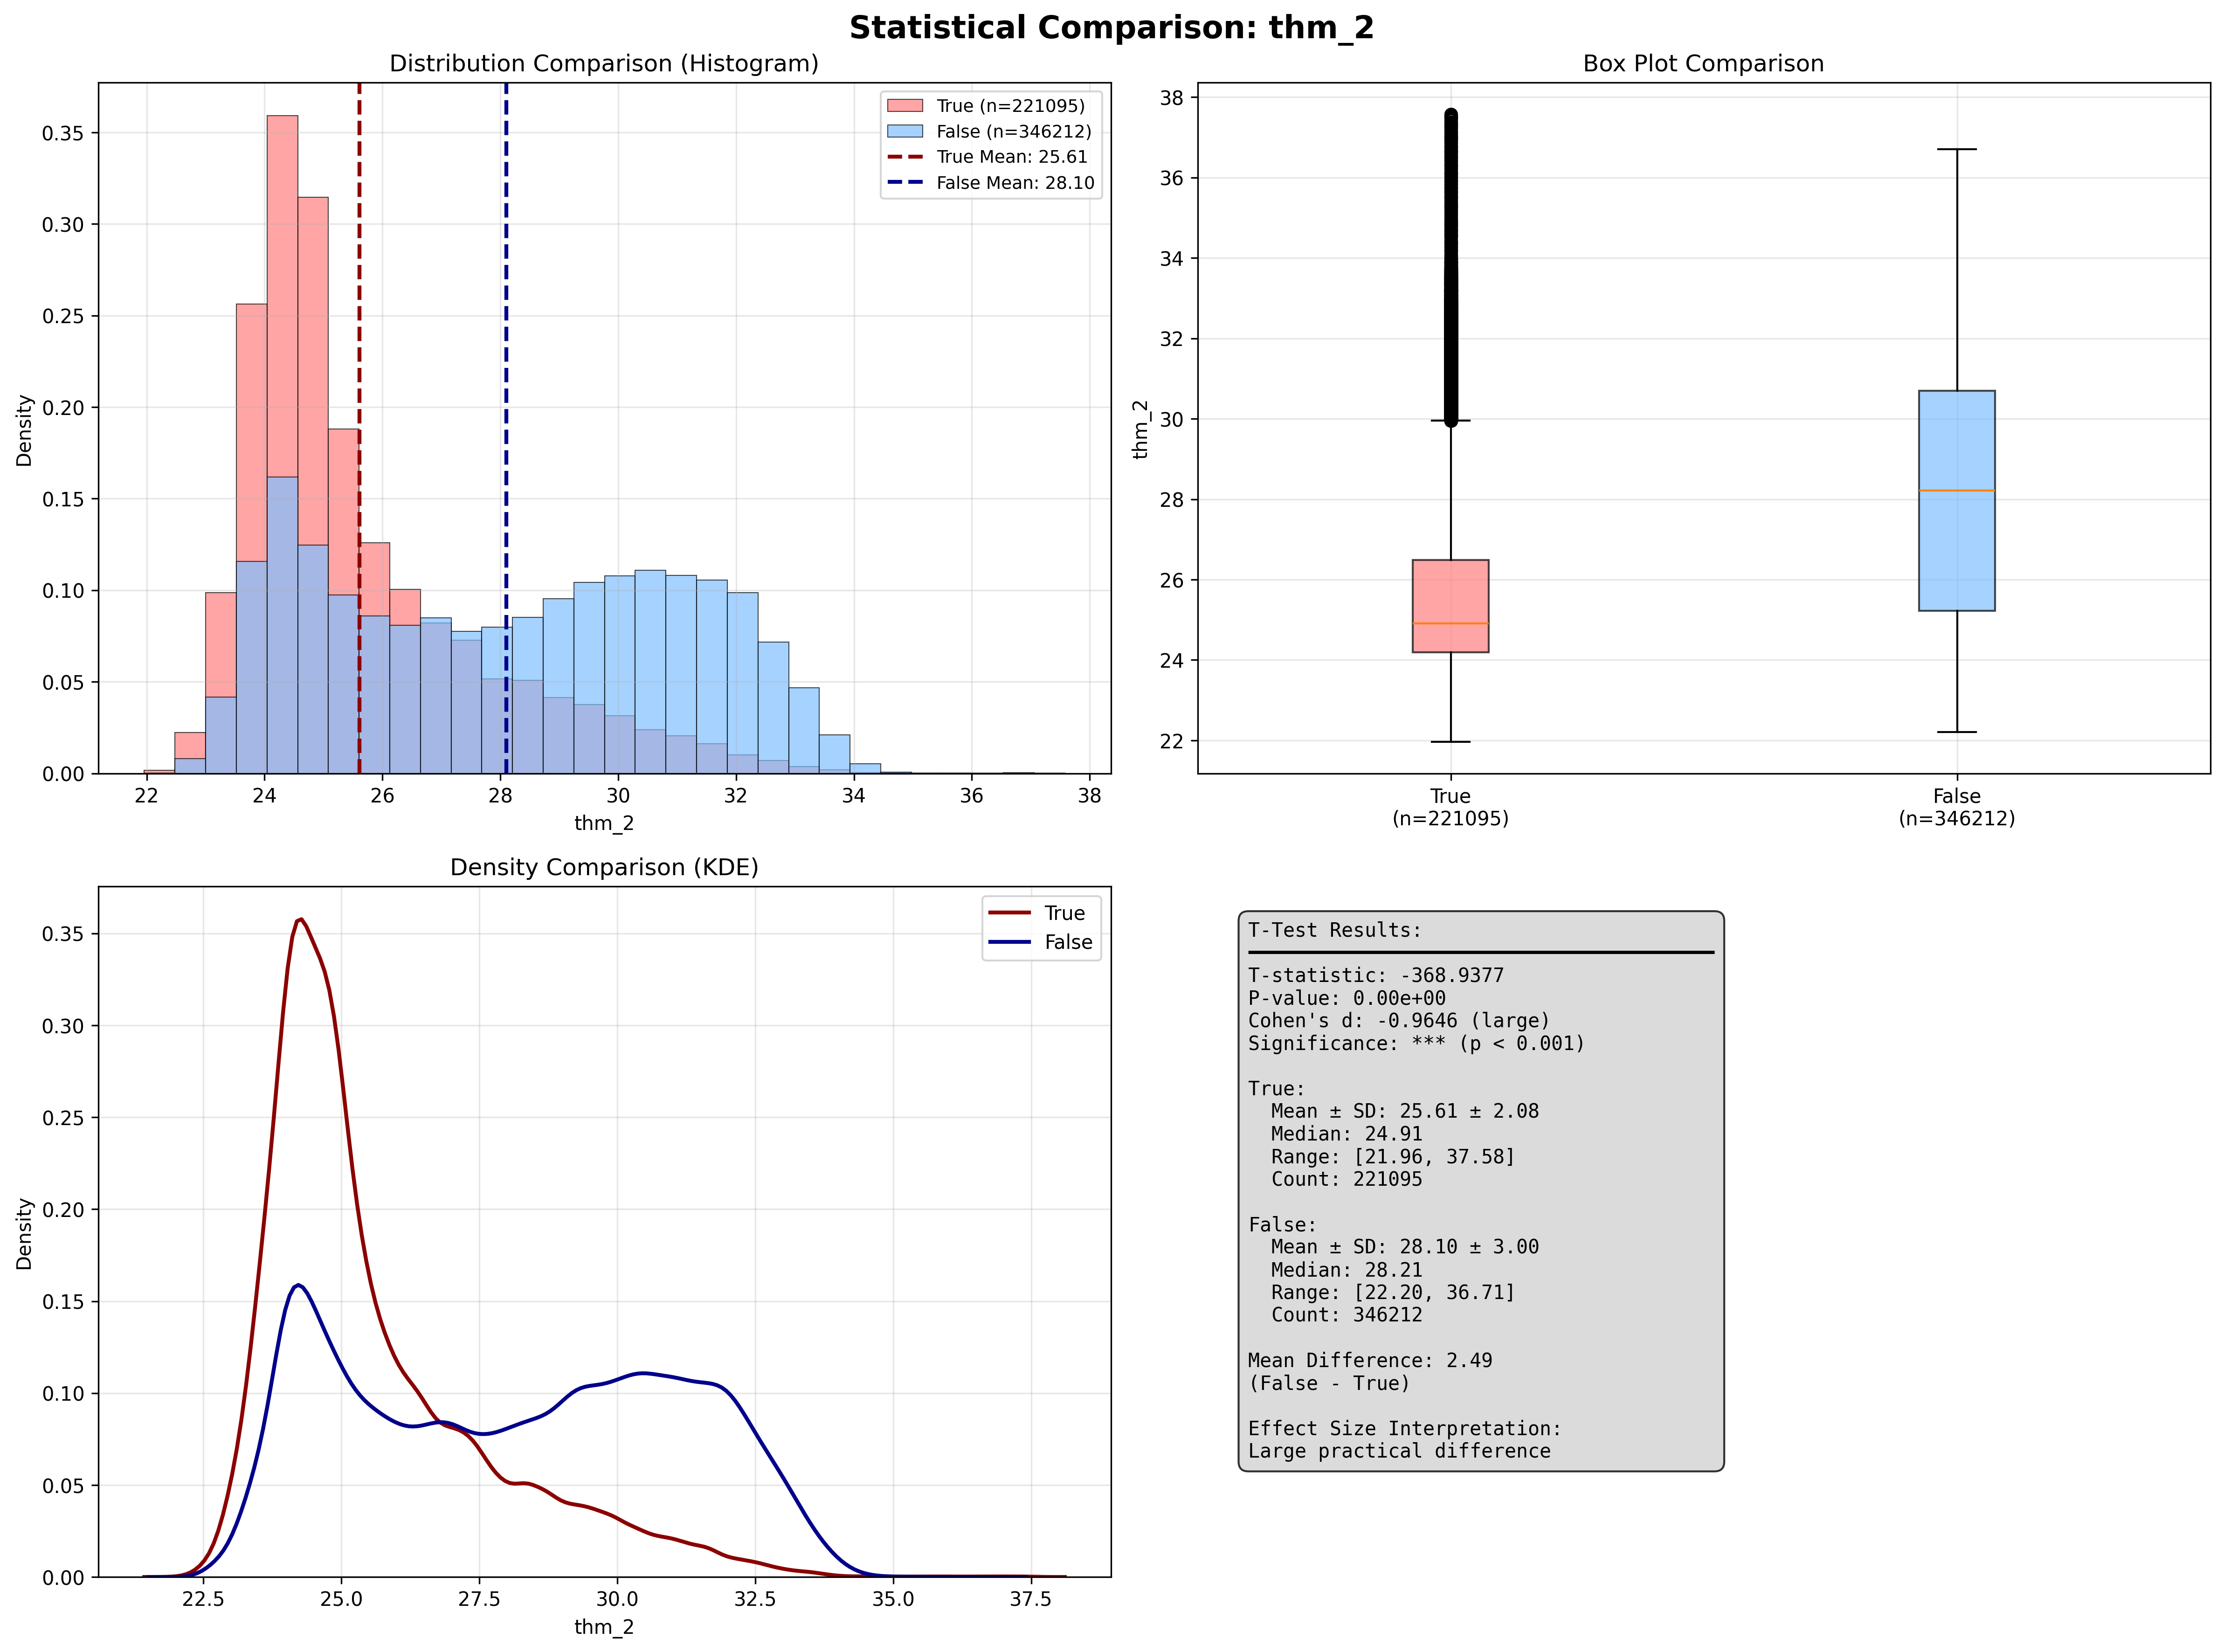 Statistical Comparison: thm_2
Distribution Comparison (Histogram)
Density
0.35
0.30
0.25
0.20
0.15
0.10
0.05
0.00
True (n=221095)
False (n=346212)
True Mean: 25.61
False Mean: 28.10
22 24 26 28 30 32 34 36 38
thm_2
Box Plot Comparison
thm_2
38
36
34
32
30
28
26
24
22
True
(n=221095)
False
(n=346212)
Density Comparison (KDE)
Density
0.35
0.30
0.25
0.20
0.15
0.10
0.05
0.00
True
False
22.5 25.0 27.5 30.0 32.5 35.0 37.5
thm_2
T-Test Results:
T-statistic: -368.9377
P-value: 0.00e+00
Cohen's d: -0.9646 (large)
Significance: *** (p < 0.001)
True:
Mean ± SD: 25.61 ± 2.08
Median: 24.91
Range: [21.96, 37.58]
Count: 221095
False:
Mean ± SD: 28.10 ± 3.00
Median: 28.21
Range: [22.20, 36.71]
Count: 346212
Mean Difference: 2.49
(False - True)
Effect Size Interpretation:
Large practical difference